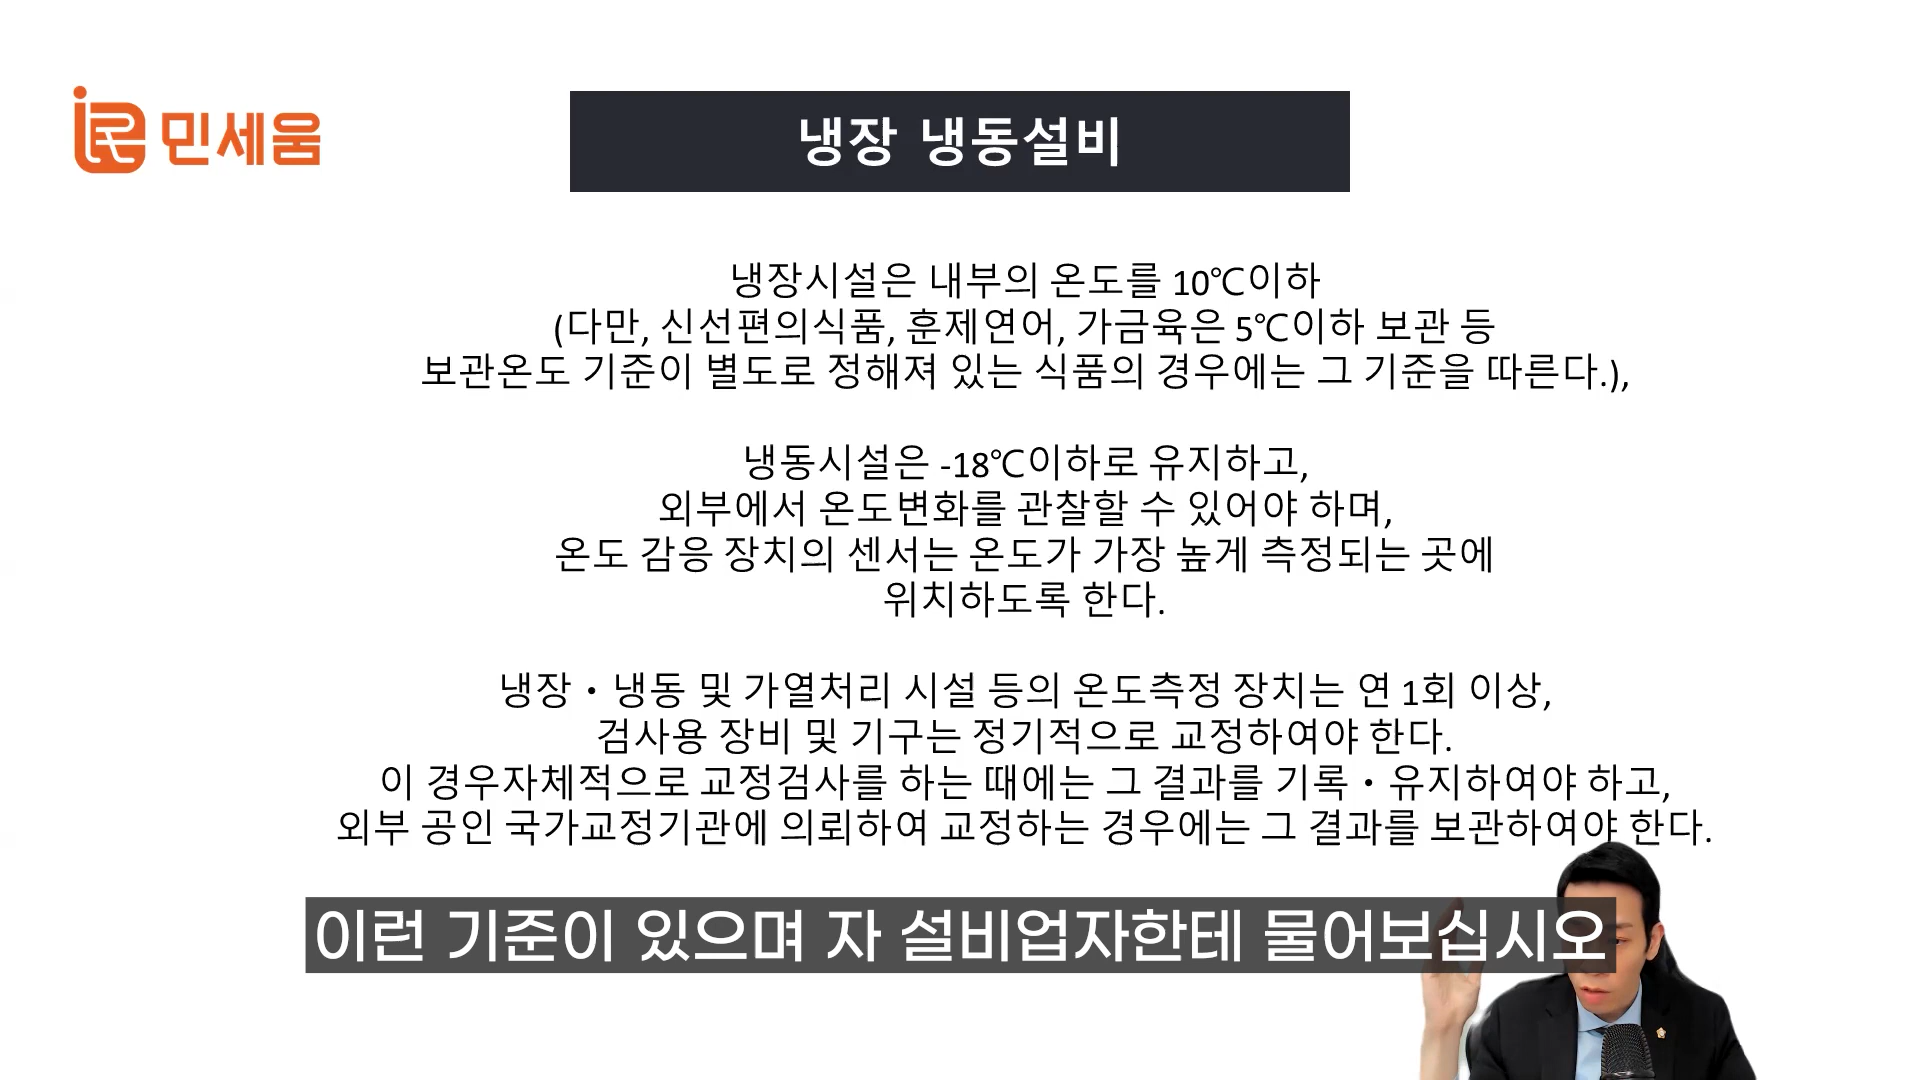 민세움
냉장 냉동설비
냉장시설은 내부의 온도를 10℃이하
(다만, 신선편의식품, 훈제연어, 가금육은 5℃이하 보관 등
보관온도 기준이 별도로 정해져 있는 식품의 경우에는 그 기준을 따른다.),
냉동시설은 -18℃이하로 유지하고,
외부에서 온도변화를 관찰할 수 있어야 하며,
온도 감응 장치의 센서는 온도가 가장 높게 측정되는 곳에
위치하도록 한다.
냉장・냉동 및 가열처리 시설 등의 온도측정 장치는 연 1회 이상,
검사용 장비 및 기구는 정기적으로 교정하여야 한다.
이 경우자체적으로 교정검사를 하는 때에는 그 결과를 기록・유지하여야 하고,
외부 공인 국가교정기관에 의뢰하여 교정하는 경우에는 그 결과를 보관하여야 한다.
이런 기준이 있으며 자 설비업자한테 물어보십시오